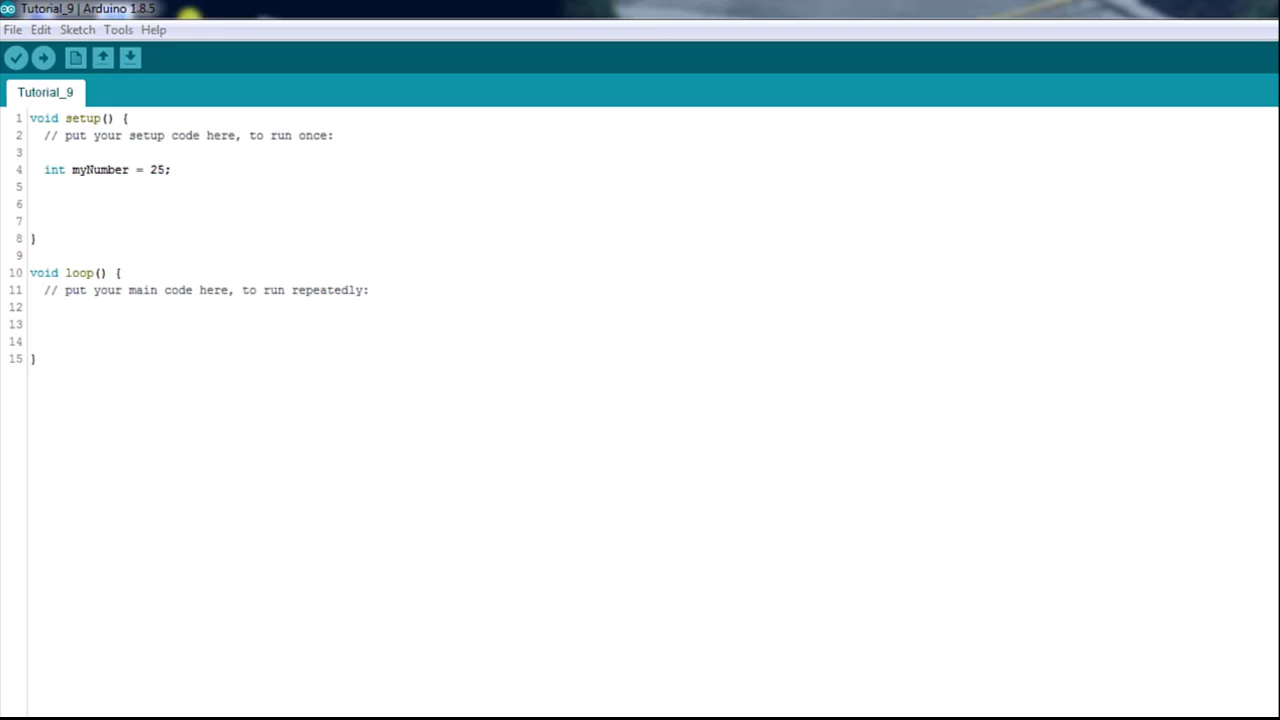 Tutorial_9 | Arduino 1.8.5
File Edit Sketch Tools Help
Tutorial_9
1 void setup() {
2 // put your setup code here, to run once:
3
4 int myNumber = 25;
5
6
7
8 }
9
10 void loop() {
11 // put your main code here, to run repeatedly:
12
13
14
15 }